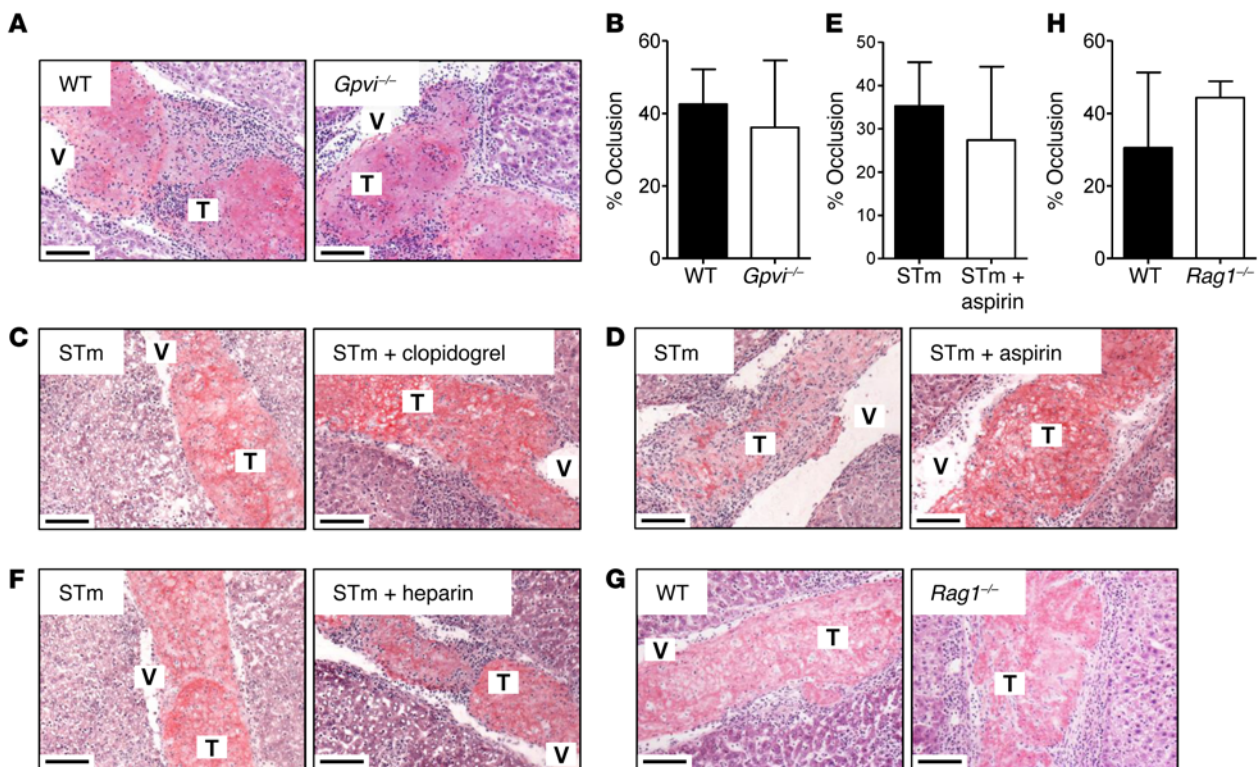 A
WT
V
T
Gpvi–/–
V
T
B
% Occlusion
60
40
20
0
WT
Gpvi–/–
E
% Occlusion
50
40
30
20
10
0
STm
STm +
aspirin
H
% Occlusion
60
40
20
0
WT
Rag1–/–
C
STm
V
T
STm + clopidogrel
T
V
D
STm
V
T
STm + aspirin
T
V
F
STm
V
T
STm + heparin
T
V
G
WT
V
T
Rag1–/–
T